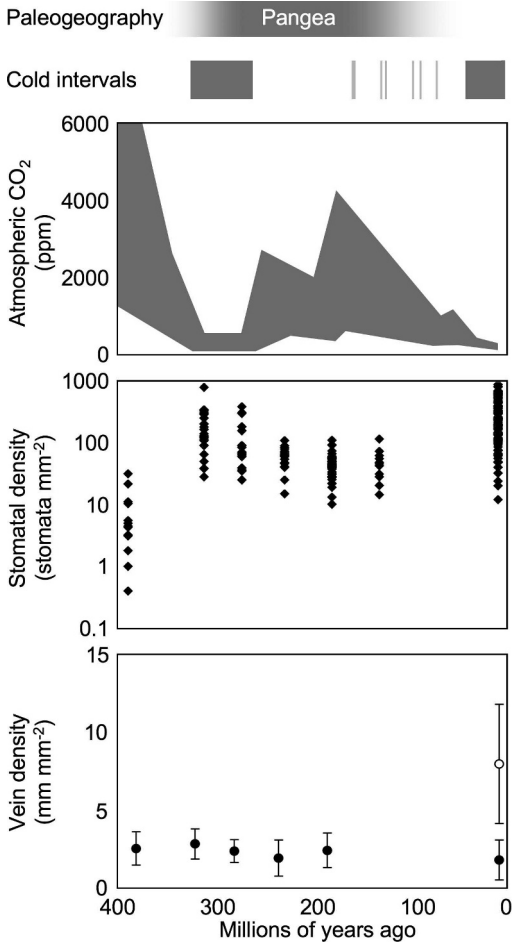 Paleogeography
Pangea
Cold intervals
Atmospheric CO2
(ppm)
6000
4000
2000
0
Stomatal density
(stomata mm-2)
1000
100
10
1
0.1
Vein density
(mm mm-2)
15
10
5
0
400 300 200 100 0
Millions of years ago